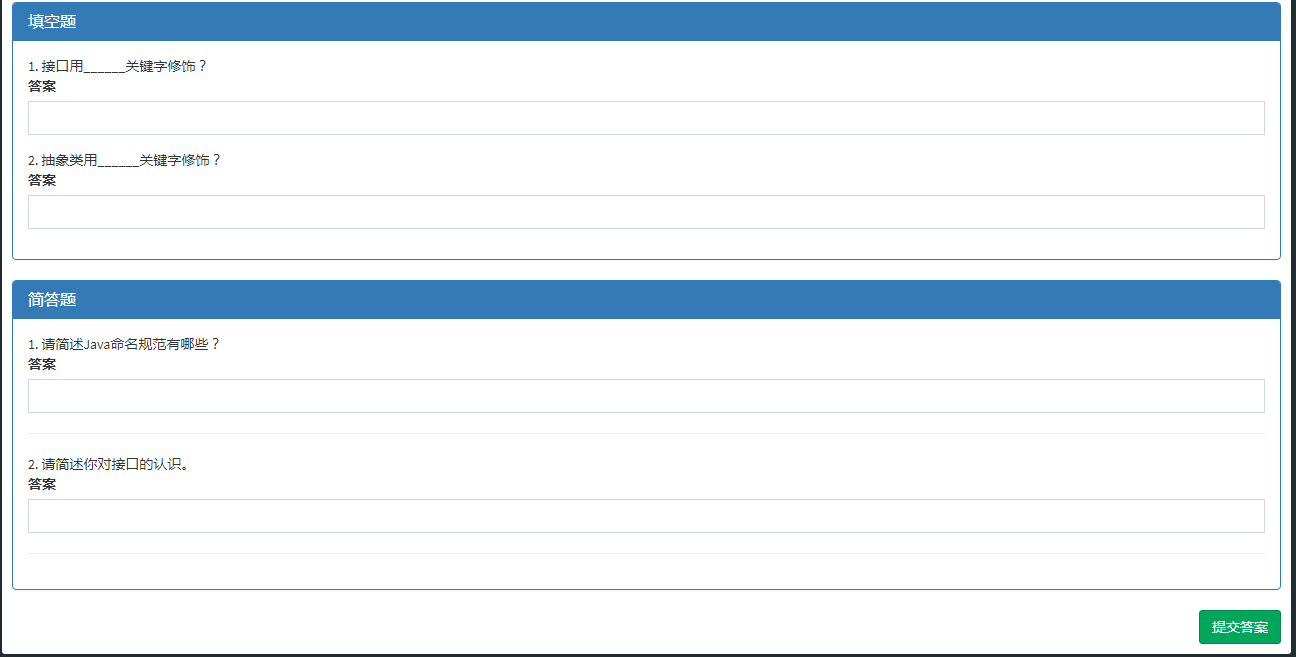 填空题
1. 接口用______关键字修饰？
答案
2. 抽象类用______关键字修饰？
答案
简答题
1. 请简述Java命名规范有哪些？
答案
2. 请简述你对接口的认识。
答案
提交答案